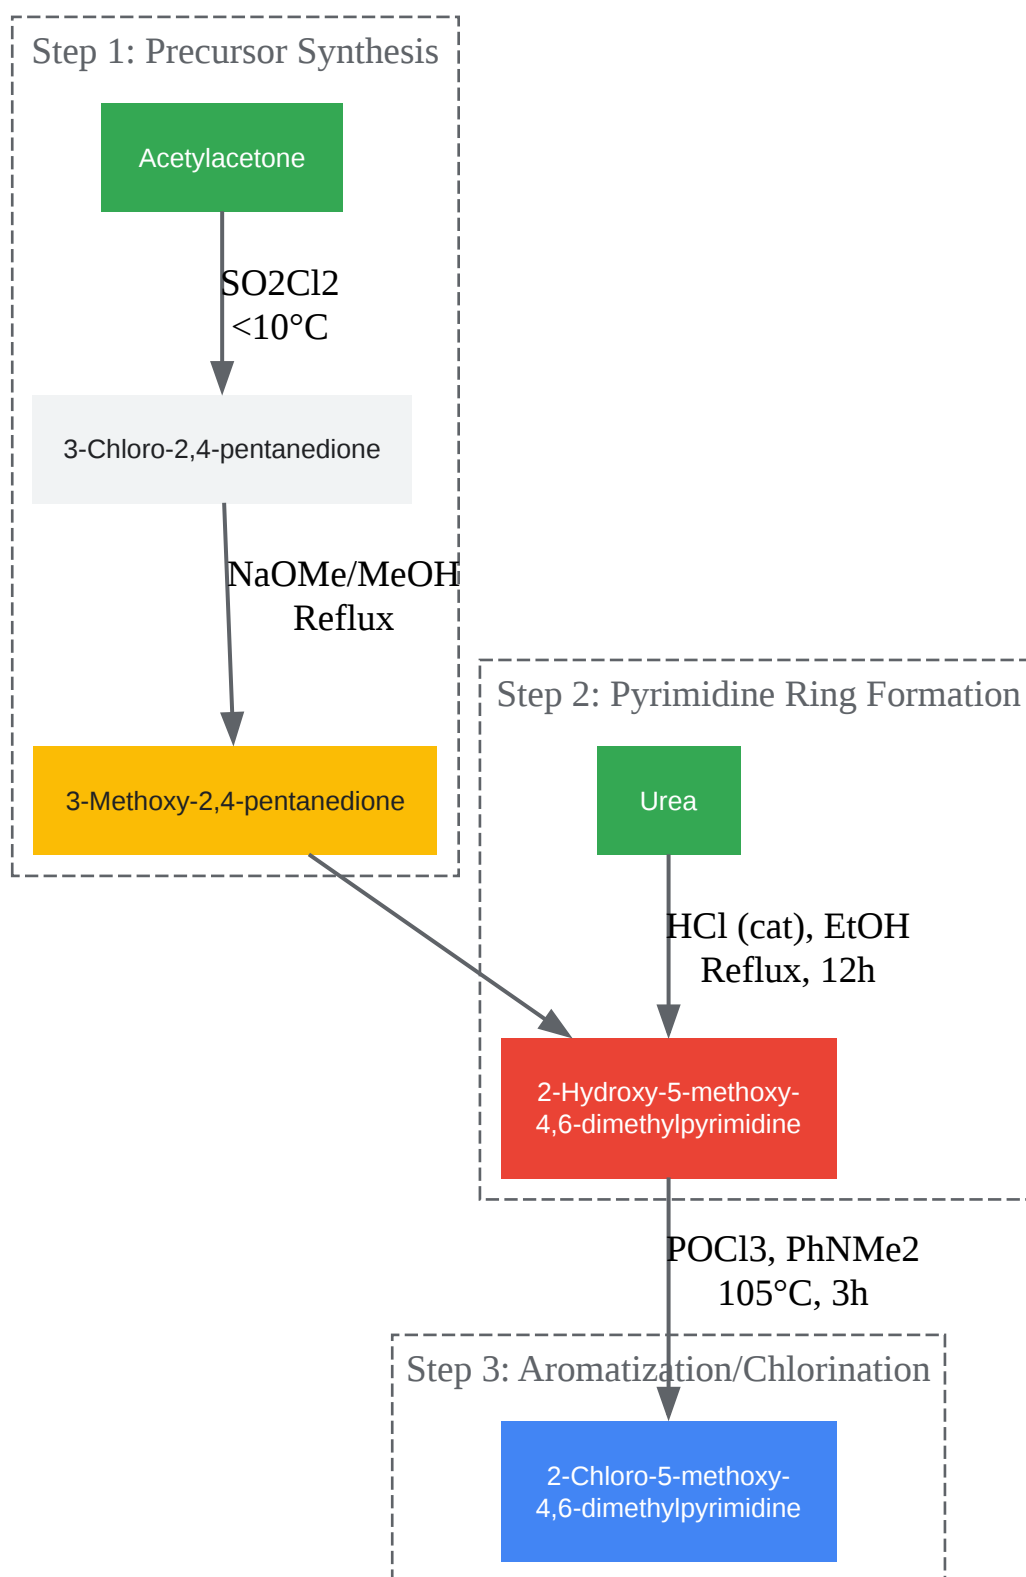 Step 1: Precursor Synthesis
Acetylacetone
SO2Cl2
<10°C
3-Chloro-2,4-pentanedione
NaOMe/MeOH
Reflux
3-Methoxy-2,4-pentanedione
Step 2: Pyrimidine Ring Formation
Urea
HCl (cat), EtOH
Reflux, 12h
2-Hydroxy-5-methoxy-
4,6-dimethylpyrimidine
POCl3, PhNMe2
105°C, 3h
Step 3: Aromatization/Chlorination
2-Chloro-5-methoxy-
4,6-dimethylpyrimidine